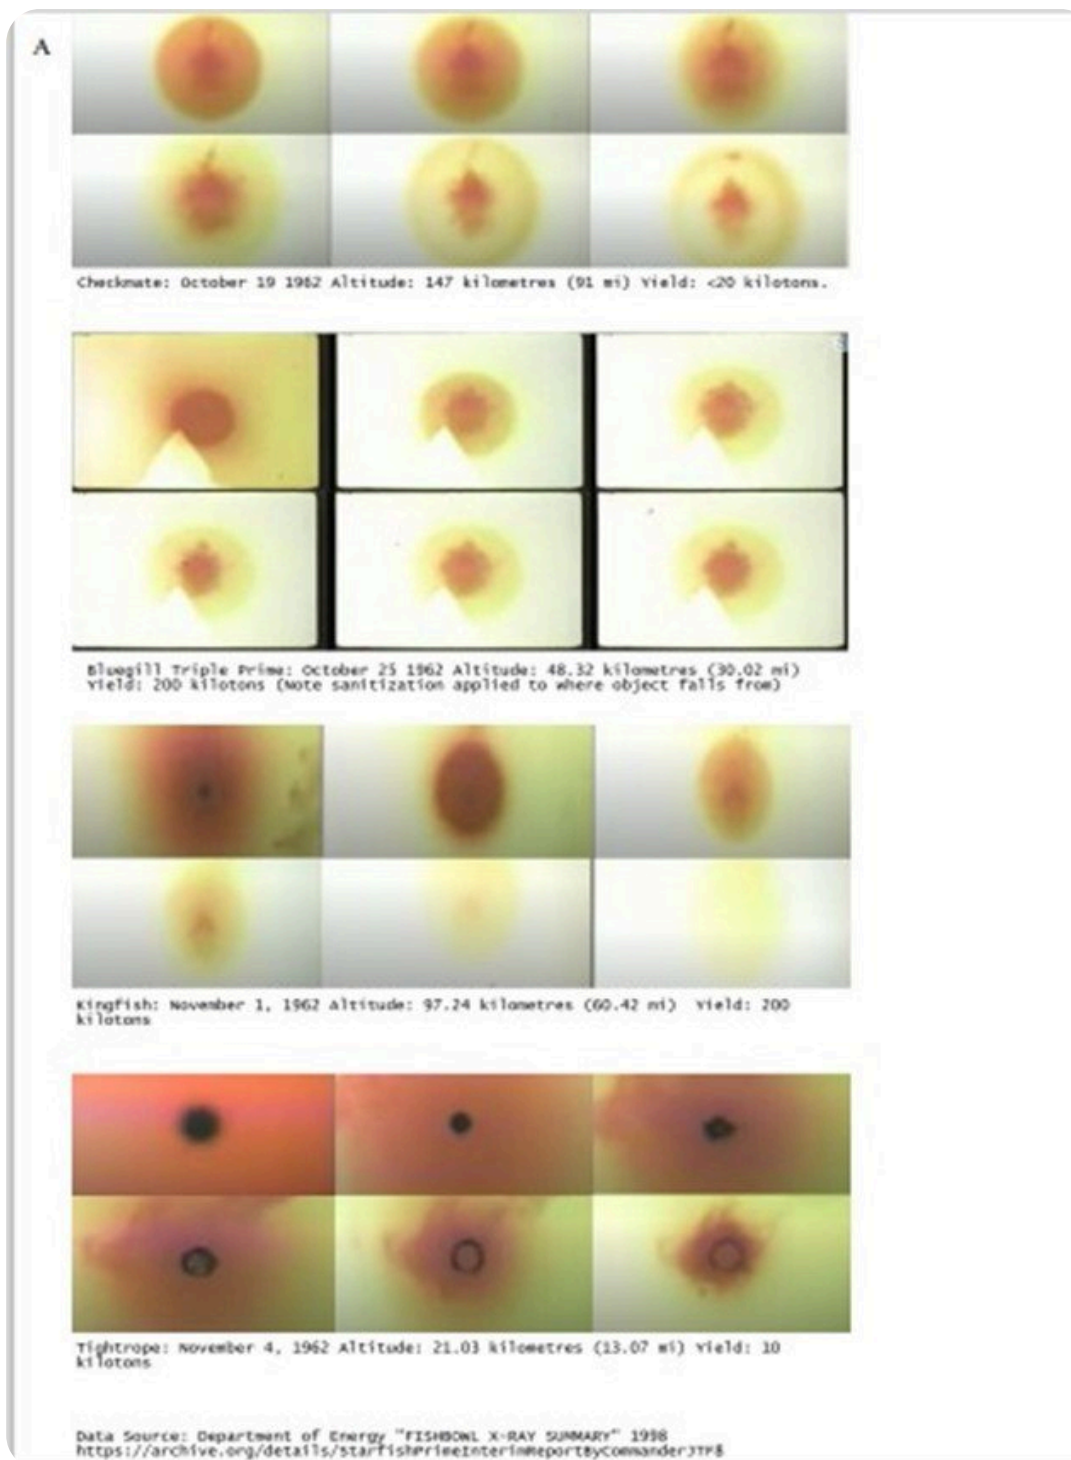 A
Checkmate: October 19 1962 Altitude: 147 kilometres (91 mi) Yield: <20 kilotons.
Bluegill Triple Prime: October 25 1962 Altitude: 48.32 kilometres (30.02 mi)
Yield: 200 kilotons (Note sanitization applied to where object falls from)
Kingfish: November 1, 1962 Altitude: 97.24 kilometres (60.42 mi) Yield: 200
kilotons
Tightrope: November 4, 1962 Altitude: 21.03 kilometres (13.07 mi) Yield: 10
kilotons
Data Source: Department of Energy "FISHBOWL X-RAY SUMMARY" 1998
https://archive.org/details/StarfishPrimeInterimReportByCommanderJTF8